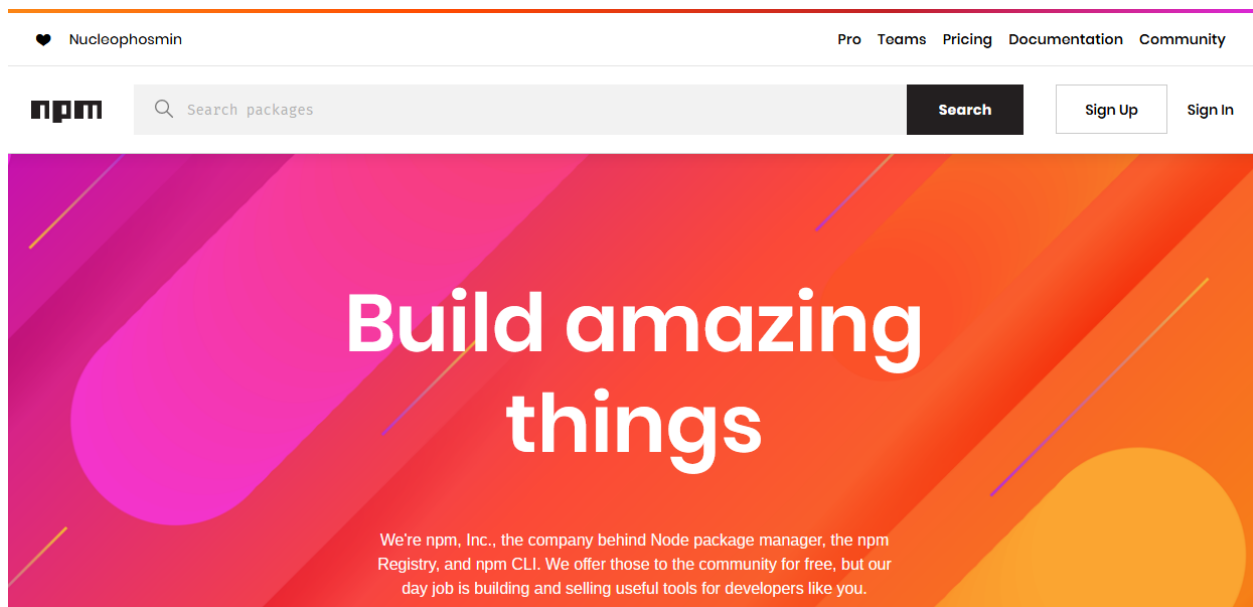 Nucleophosmin
Pro Teams Pricing Documentation Community
npm Search packages Search Sign Up Sign In
Build amazing
things
We're npm, Inc., the company behind Node package manager, the npm
Registry, and npm CLI. We offer those to the community for free, but our
day job is building and selling useful tools for developers like you.